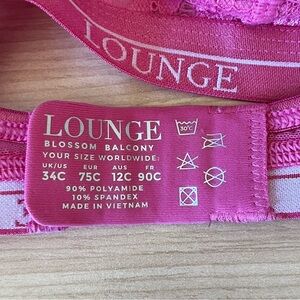 LOUNGE
LOUNGE
BLOSSOM BALCONY
YOUR SIZE WORLDWIDE:
UK/US EUR AUS FR
34C 75C 12C 90C
90% POLYAMIDE
10% SPANDEX
MADE IN VIETNAM
30°C